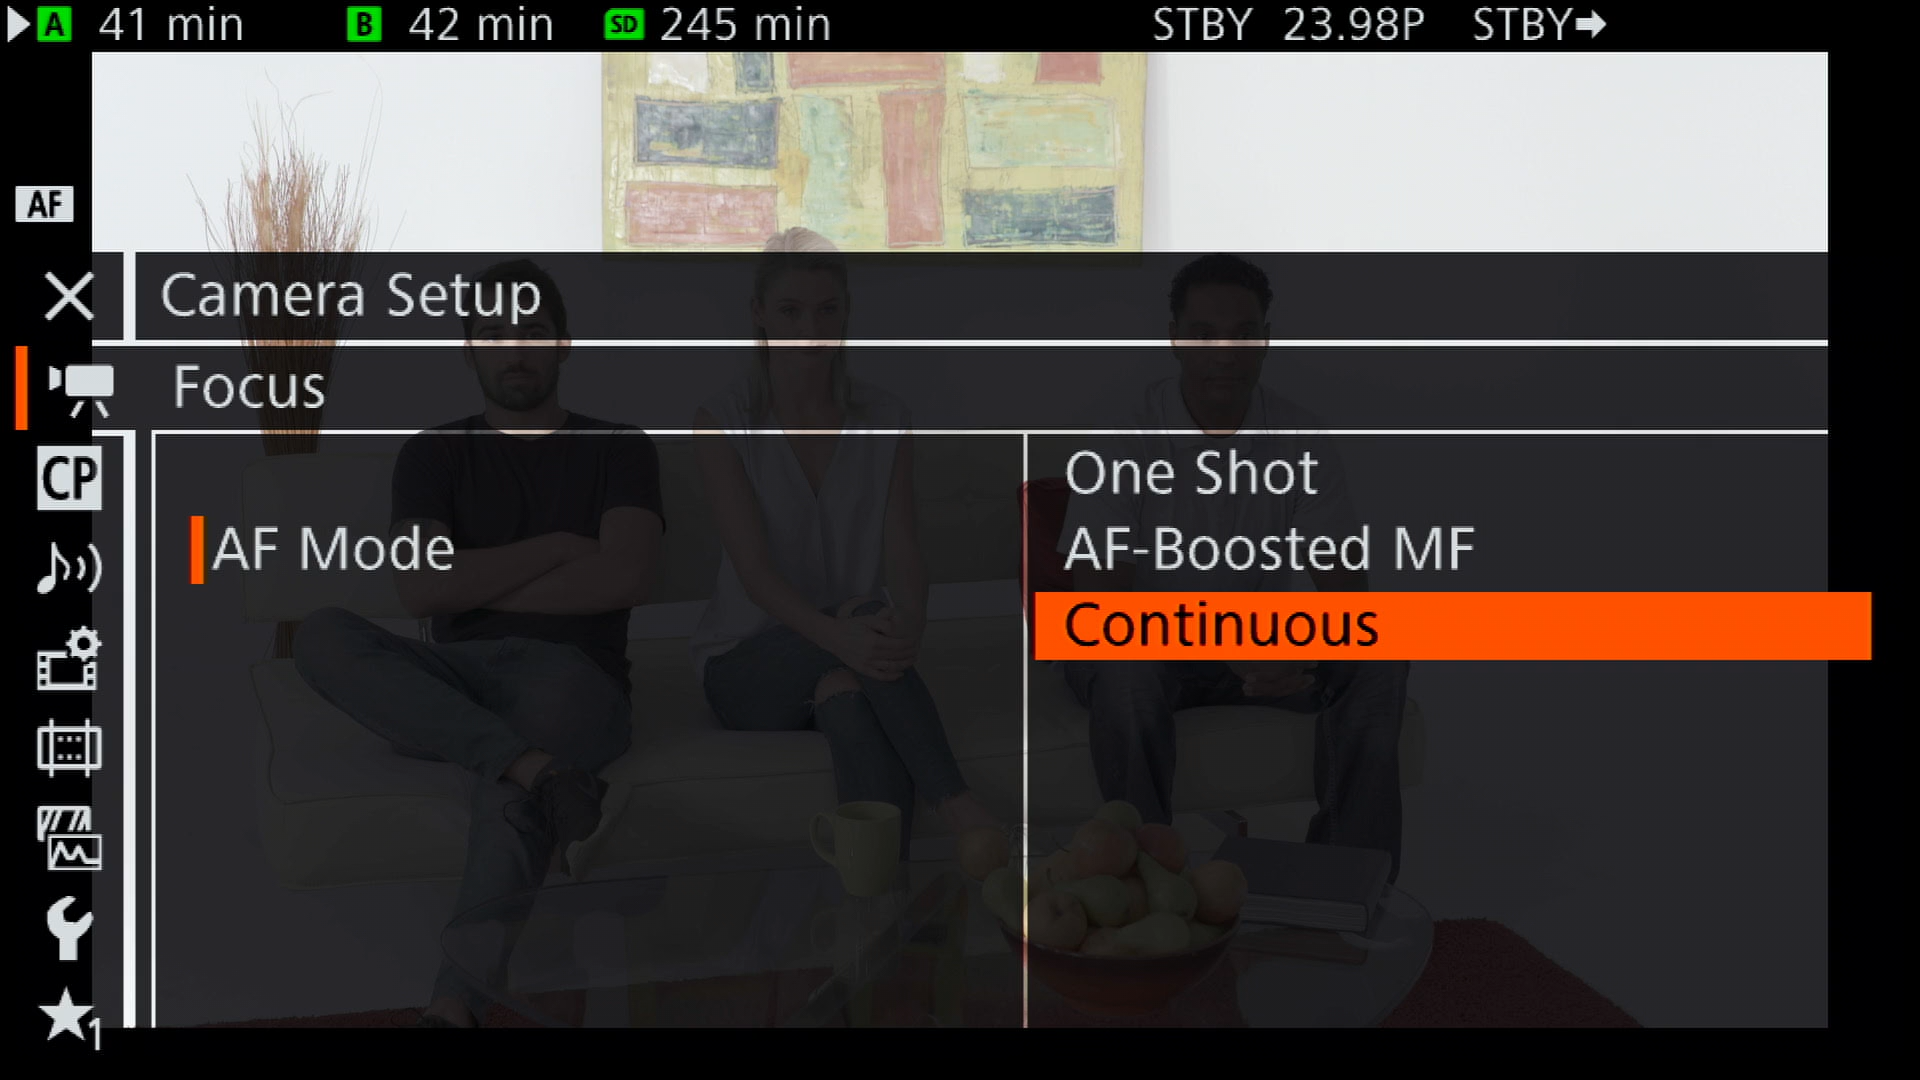 A 41 min B 42 min SD 245 min STBY 23.98P STBY
AF
Camera Setup
Focus
CP
One Shot
AF Mode AF-Boosted MF
Continuous
1